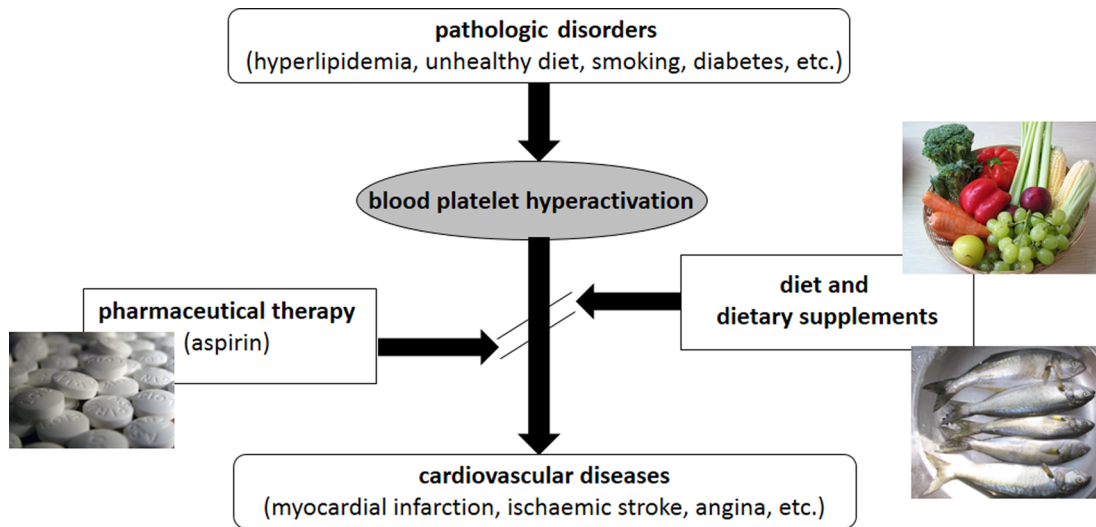 pathologic disorders
(hyperlipidemia, unhealthy diet, smoking, diabetes, etc.)
blood platelet hyperactivation
diet and
dietary supplements
pharmaceutical therapy
(aspirin)
cardiovascular diseases
(myocardial infarction, ischaemic stroke, angina, etc.)